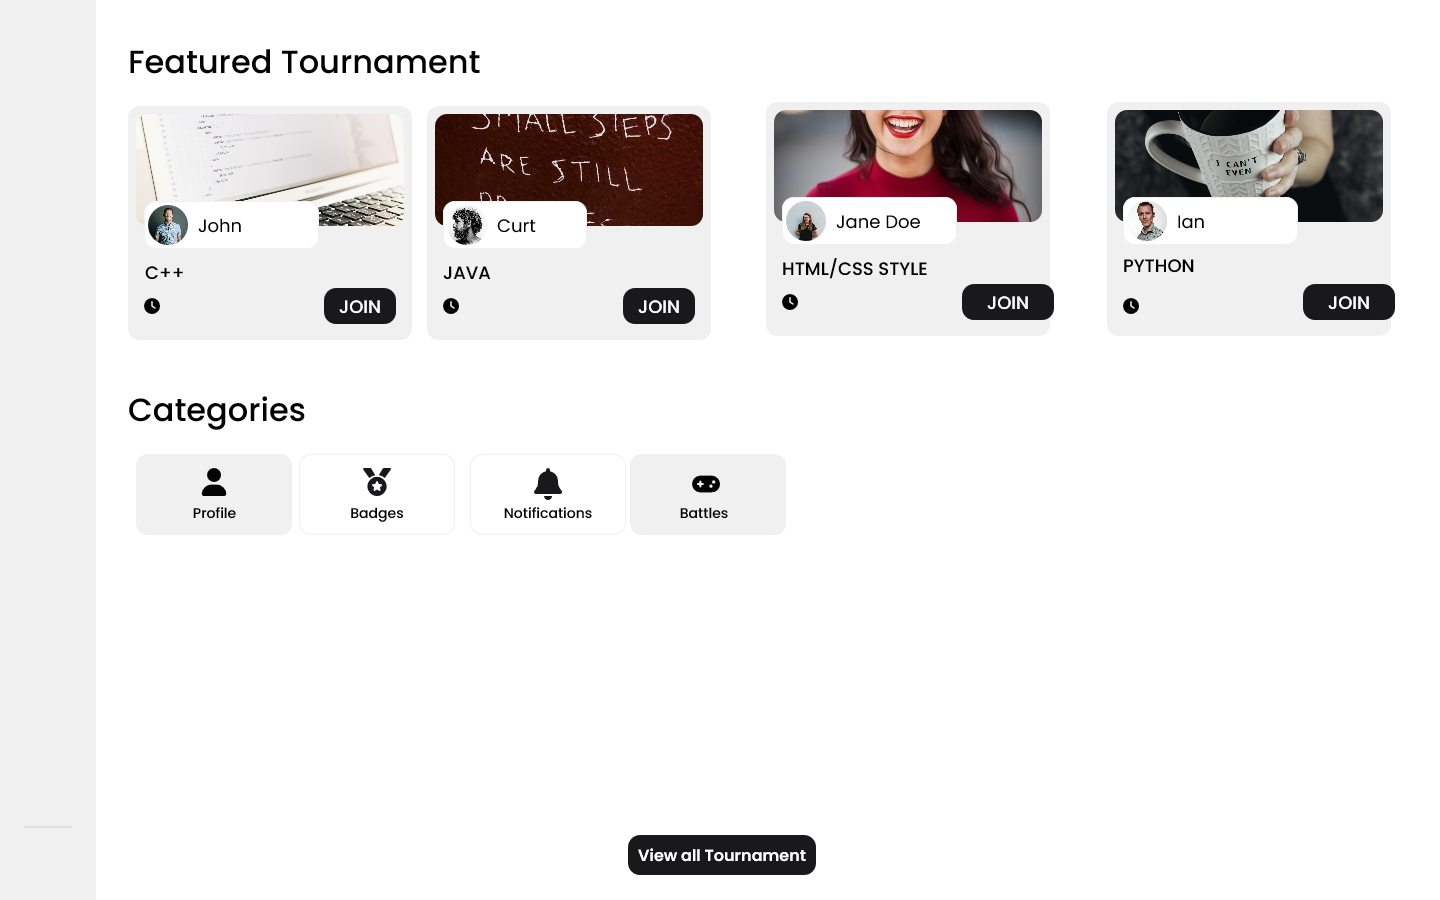 Featured Tournament
SMALL STEPS
ARE STILL
I CAN'T
EVEN
John
Curt
Jane Doe
Ian
C++
JAVA
HTML/CSS STYLE
PYTHON
JOIN
JOIN
JOIN
JOIN
Categories
Profile
Badges
Notifications
Battles
View all Tournament